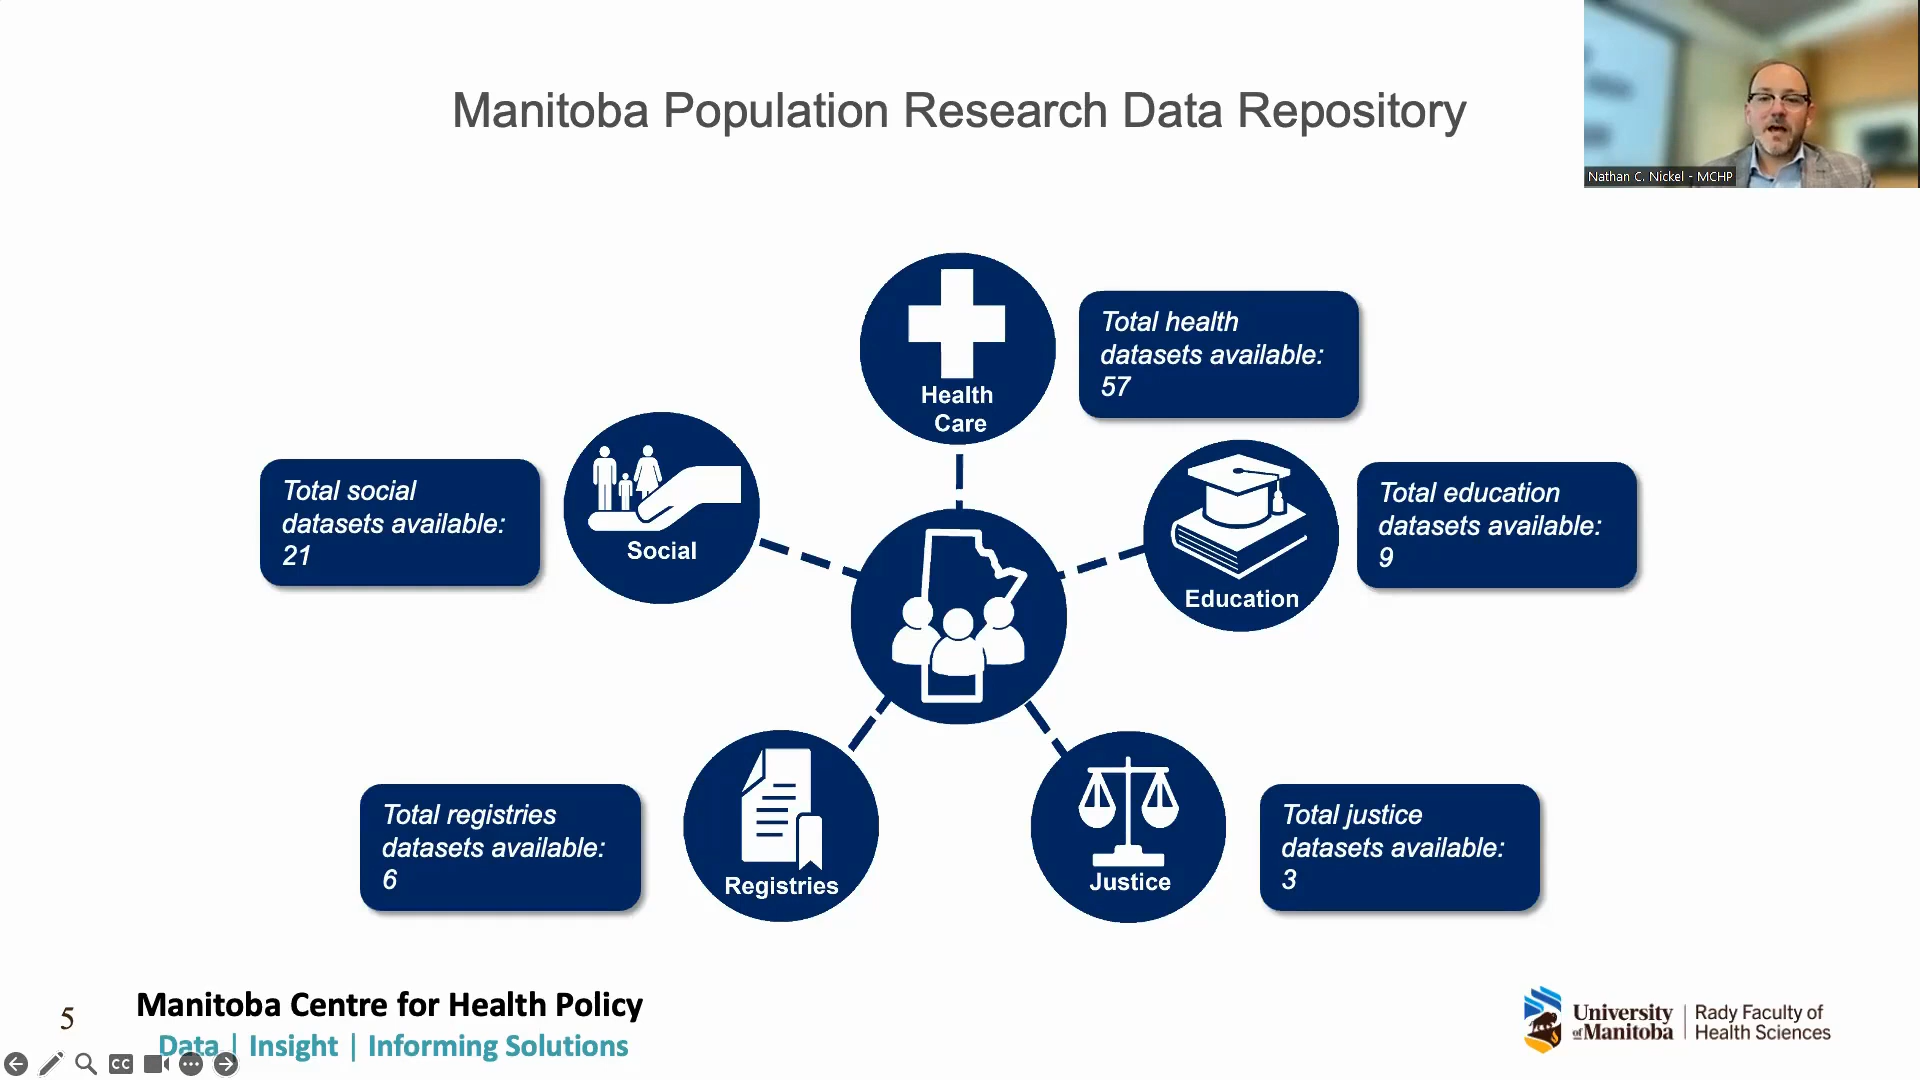 Manitoba Population Research Data Repository
Nathan C. Nickel - MCHP
Health
Care
Total health
datasets available:
57
Total social
datasets available:
21
Social
Education
Total education
datasets available:
9
Total registries
datasets available:
6
Registries
Justice
Total justice
datasets available:
3
5
Manitoba Centre for Health Policy
Data | Insight | Informing Solutions
CC
University
of Manitoba
Rady Faculty of
Health Sciences